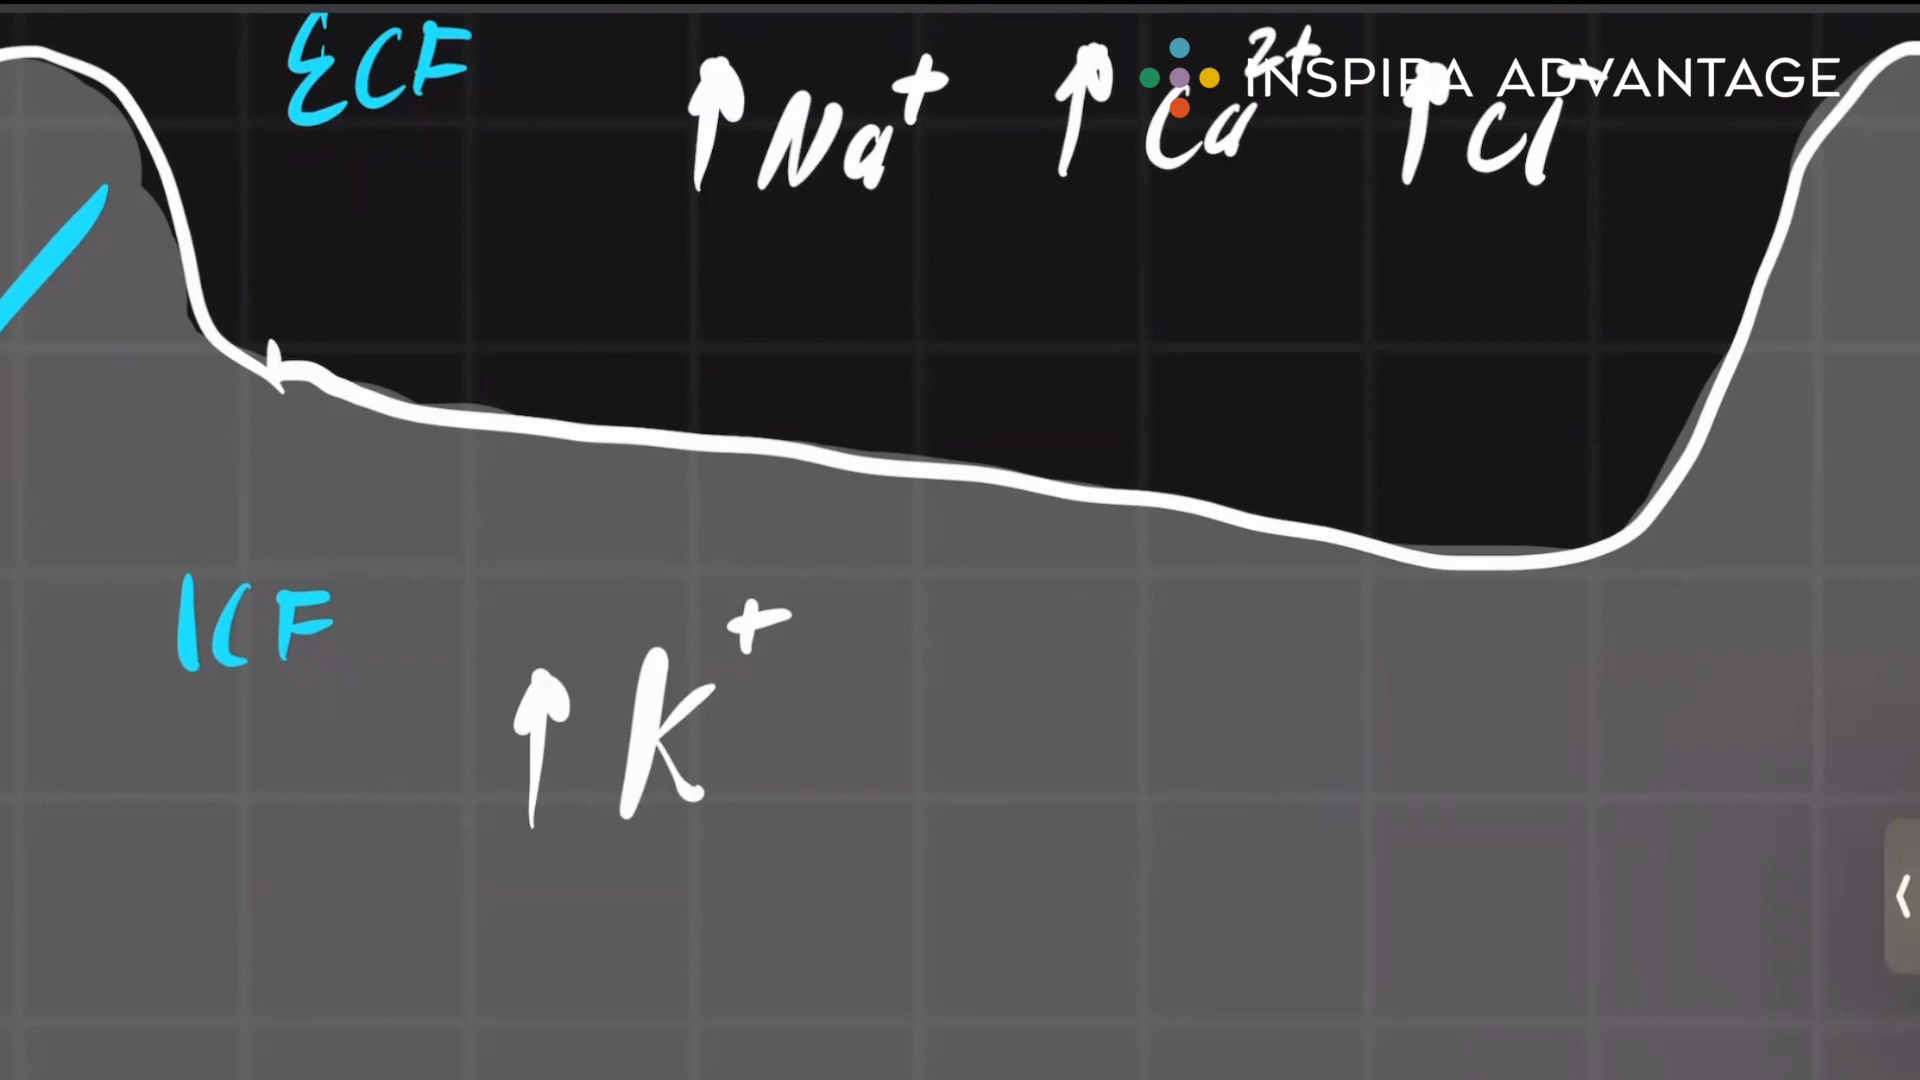 ECF
↑ Na⁺ ↑ Ca²⁺ ↑ Cl⁻
INSPIRA ADVANTAGE
ICF
↑ K⁺